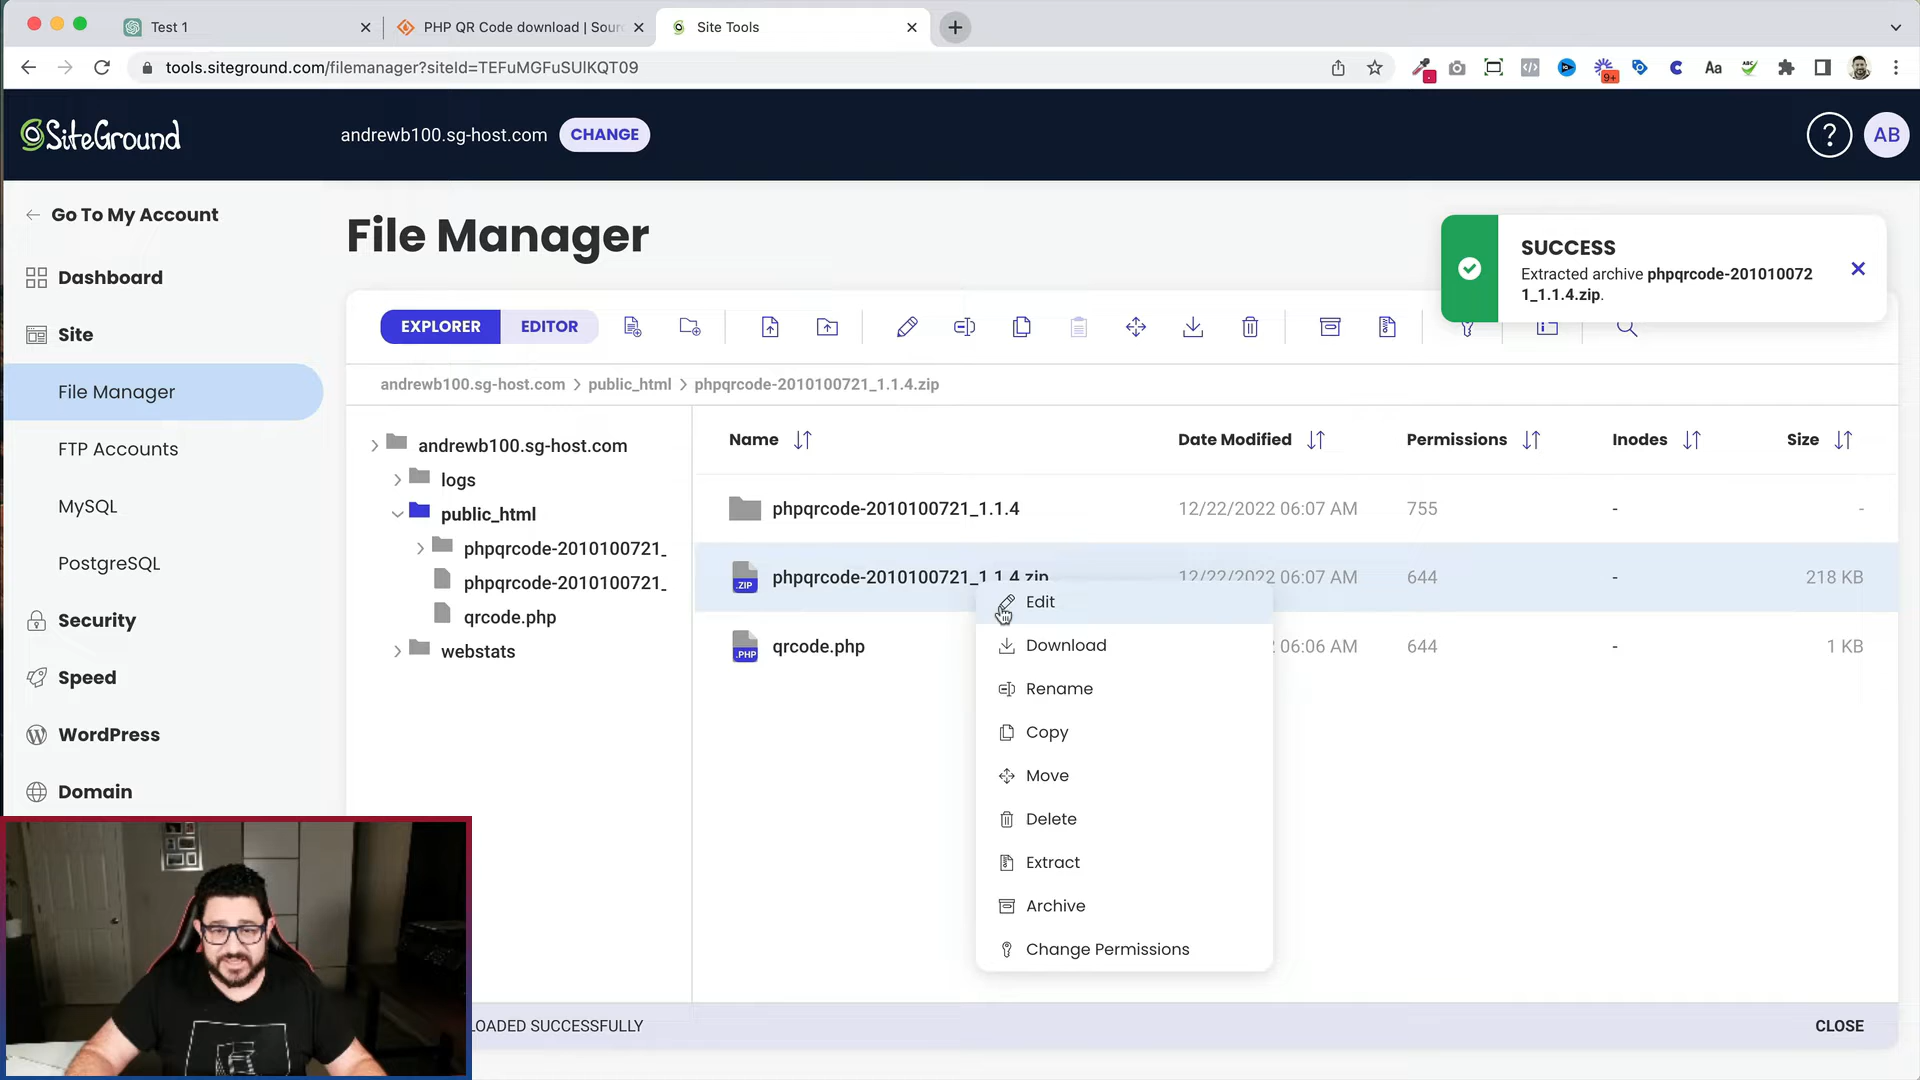 Test 1
PHP QR Code download | Sour
Site Tools
tools.siteground.com/filemanager?siteId=TEFuMGFuSUlKQT09
9+
Aa
ABC
SiteGround
andrewb100.sg-host.com
CHANGE
?
AB
Go To My Account
Dashboard
Site
File Manager
FTP Accounts
MySQL
PostgreSQL
Security
Speed
WordPress
Domain
File Manager
SUCCESS
Extracted archive phpqrcode-201010072
1_1.1.4.zip.
EXPLORER
EDITOR
andrewb100.sg-host.com > public_html > phpqrcode-2010100721_1.1.4.zip
andrewb100.sg-host.com
logs
public_html
phpqrcode-2010100721_
phpqrcode-2010100721_
qrcode.php
webstats
Name Date Modified Permissions Inodes Size
phpqrcode-2010100721_1.1.4 12/22/2022 06:07 AM 755 - -
.ZIP phpqrcode-2010100721_1.1.4.zip 12/22/2022 06:07 AM 644 - 218 KB
.PHP qrcode.php 06:06 AM 644 - 1 KB
Edit
Download
Rename
Copy
Move
Delete
Extract
Archive
Change Permissions
LOADED SUCCESSFULLY
CLOSE